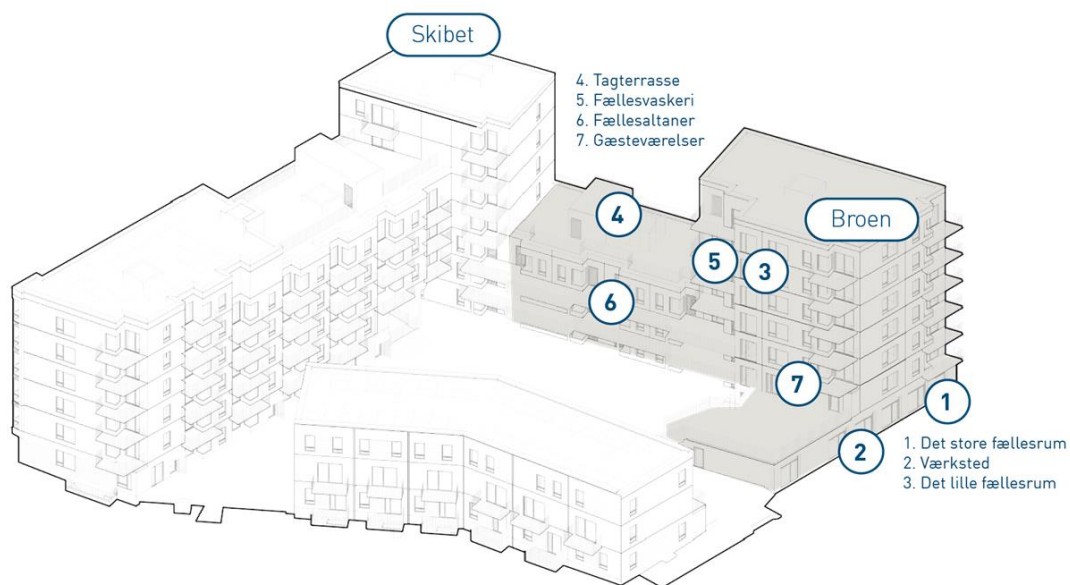 Skibet
4. Tagterrasse
5. Fællesvaskeri
6. Fællesaltaner
7. Gæsteværelser
4
Broen
5
3
6
7
1
2
1. Det store fællesrum
2. Værksted
3. Det lille fællesrum